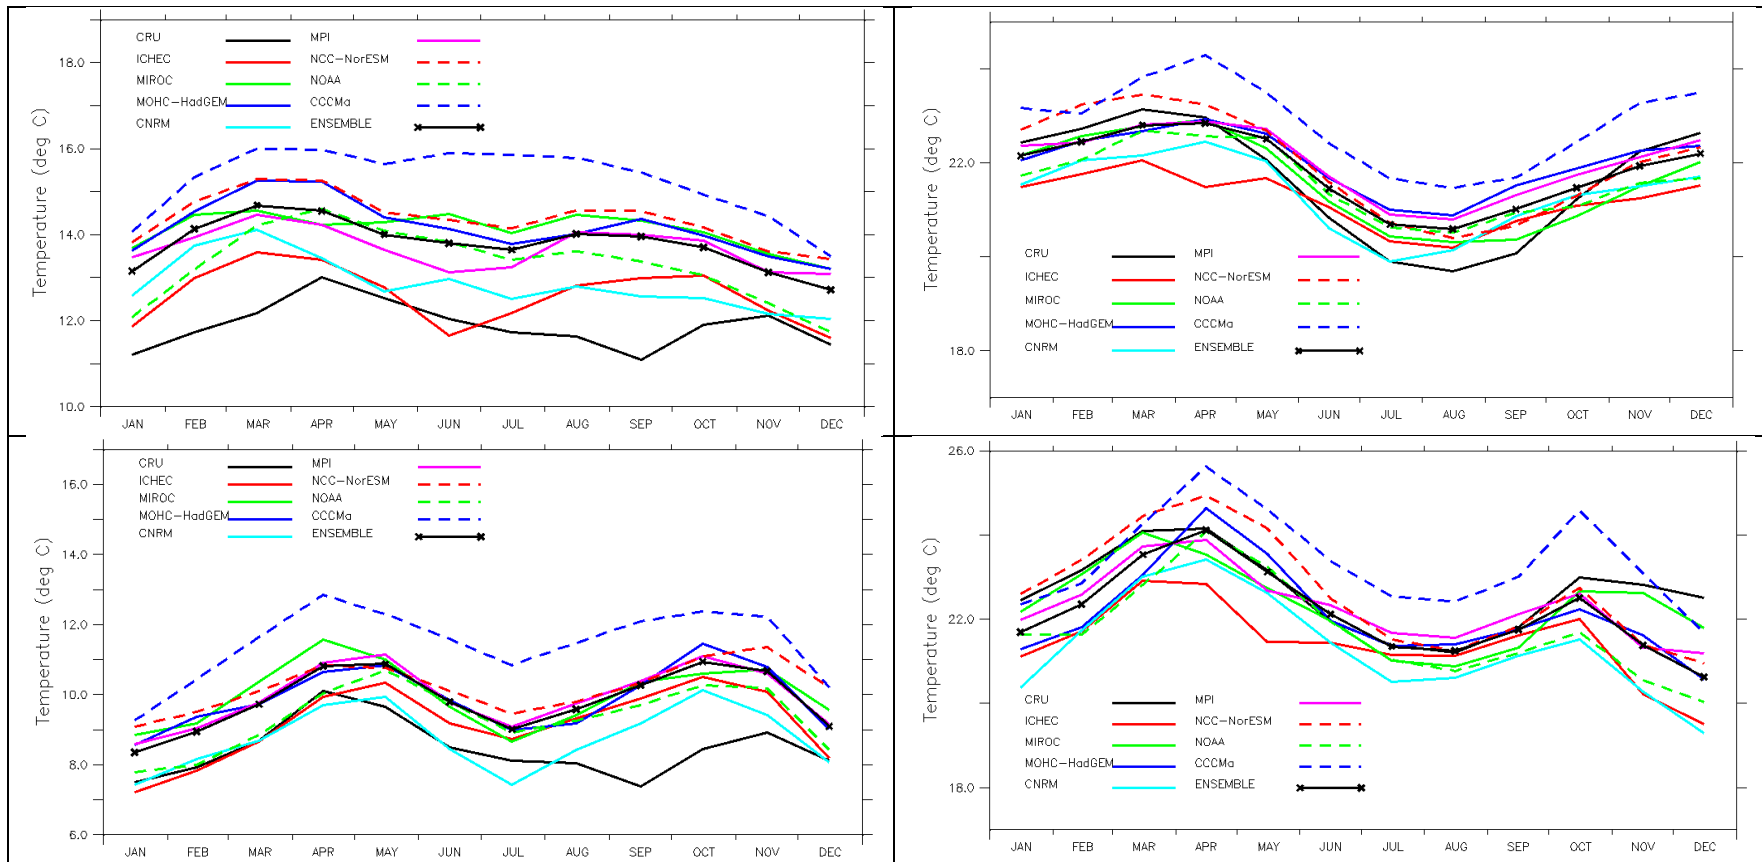 CRU MPI
ICHEC NCC-NorESM
MIROC NOAA
MOHC-HadGEM CCCMa
CNRM ENSEMBLE
Temperature (deg C)
18.0
16.0
14.0
12.0
10.0
JAN FEB MAR APR MAY JUN JUL AUG SEP OCT NOV DEC
Temperature (deg C)
22.0
18.0
CRU MPI
ICHEC NCC-NorESM
MIROC NOAA
MOHC-HadGEM CCCMa
CNRM ENSEMBLE
JAN FEB MAR APR MAY JUN JUL AUG SEP OCT NOV DEC
CRU MPI
ICHEC NCC-NorESM
MIROC NOAA
MOHC-HadGEM CCCMa
CNRM ENSEMBLE
Temperature (deg C)
16.0
14.0
12.0
10.0
8.0
6.0
JAN FEB MAR APR MAY JUN JUL AUG SEP OCT NOV DEC
Temperature (deg C)
26.0
22.0
18.0
CRU MPI
ICHEC NCC-NorESM
MIROC NOAA
MOHC-HadGEM CCCMa
CNRM ENSEMBLE
JAN FEB MAR APR MAY JUN JUL AUG SEP OCT NOV DEC